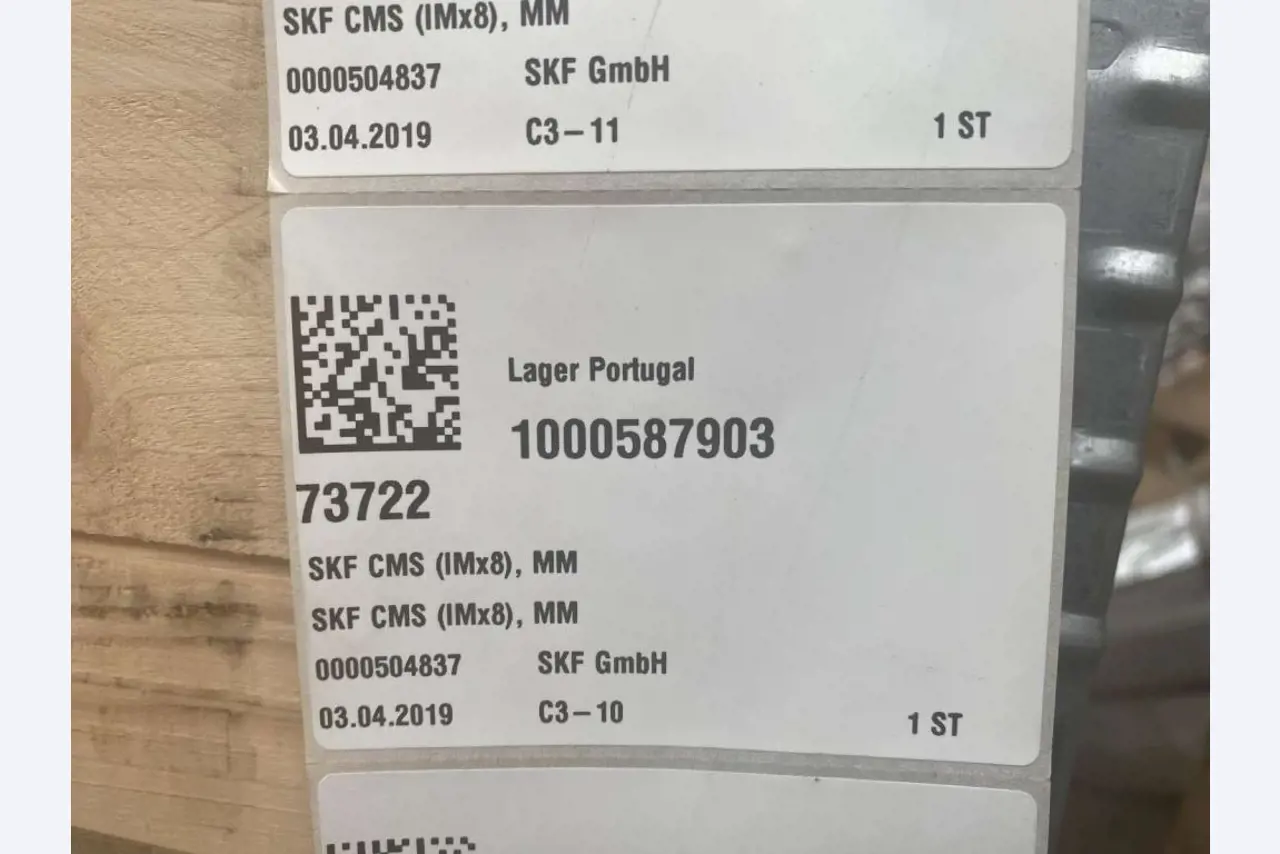 SKF CMS (IMx8), MM
0000504837 SKF GmbH
03.04.2019 C3-11 1 ST
Lager Portugal
1000587903
73722
SKF CMS (IMx8), MM
SKF CMS (IMx8), MM
0000504837 SKF GmbH
03.04.2019 C3-10 1 ST